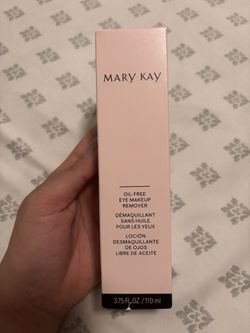 MARY KAY
OIL-FREE
EYE MAKEUP
REMOVER
DÉMAQUILLANT
SANS HUILE
POUR LES YEUX
LOCIÓN
DESMAQUILLANTE
DE OJOS
LIBRE DE ACEITE
3.75 FL. OZ. / 110 mL